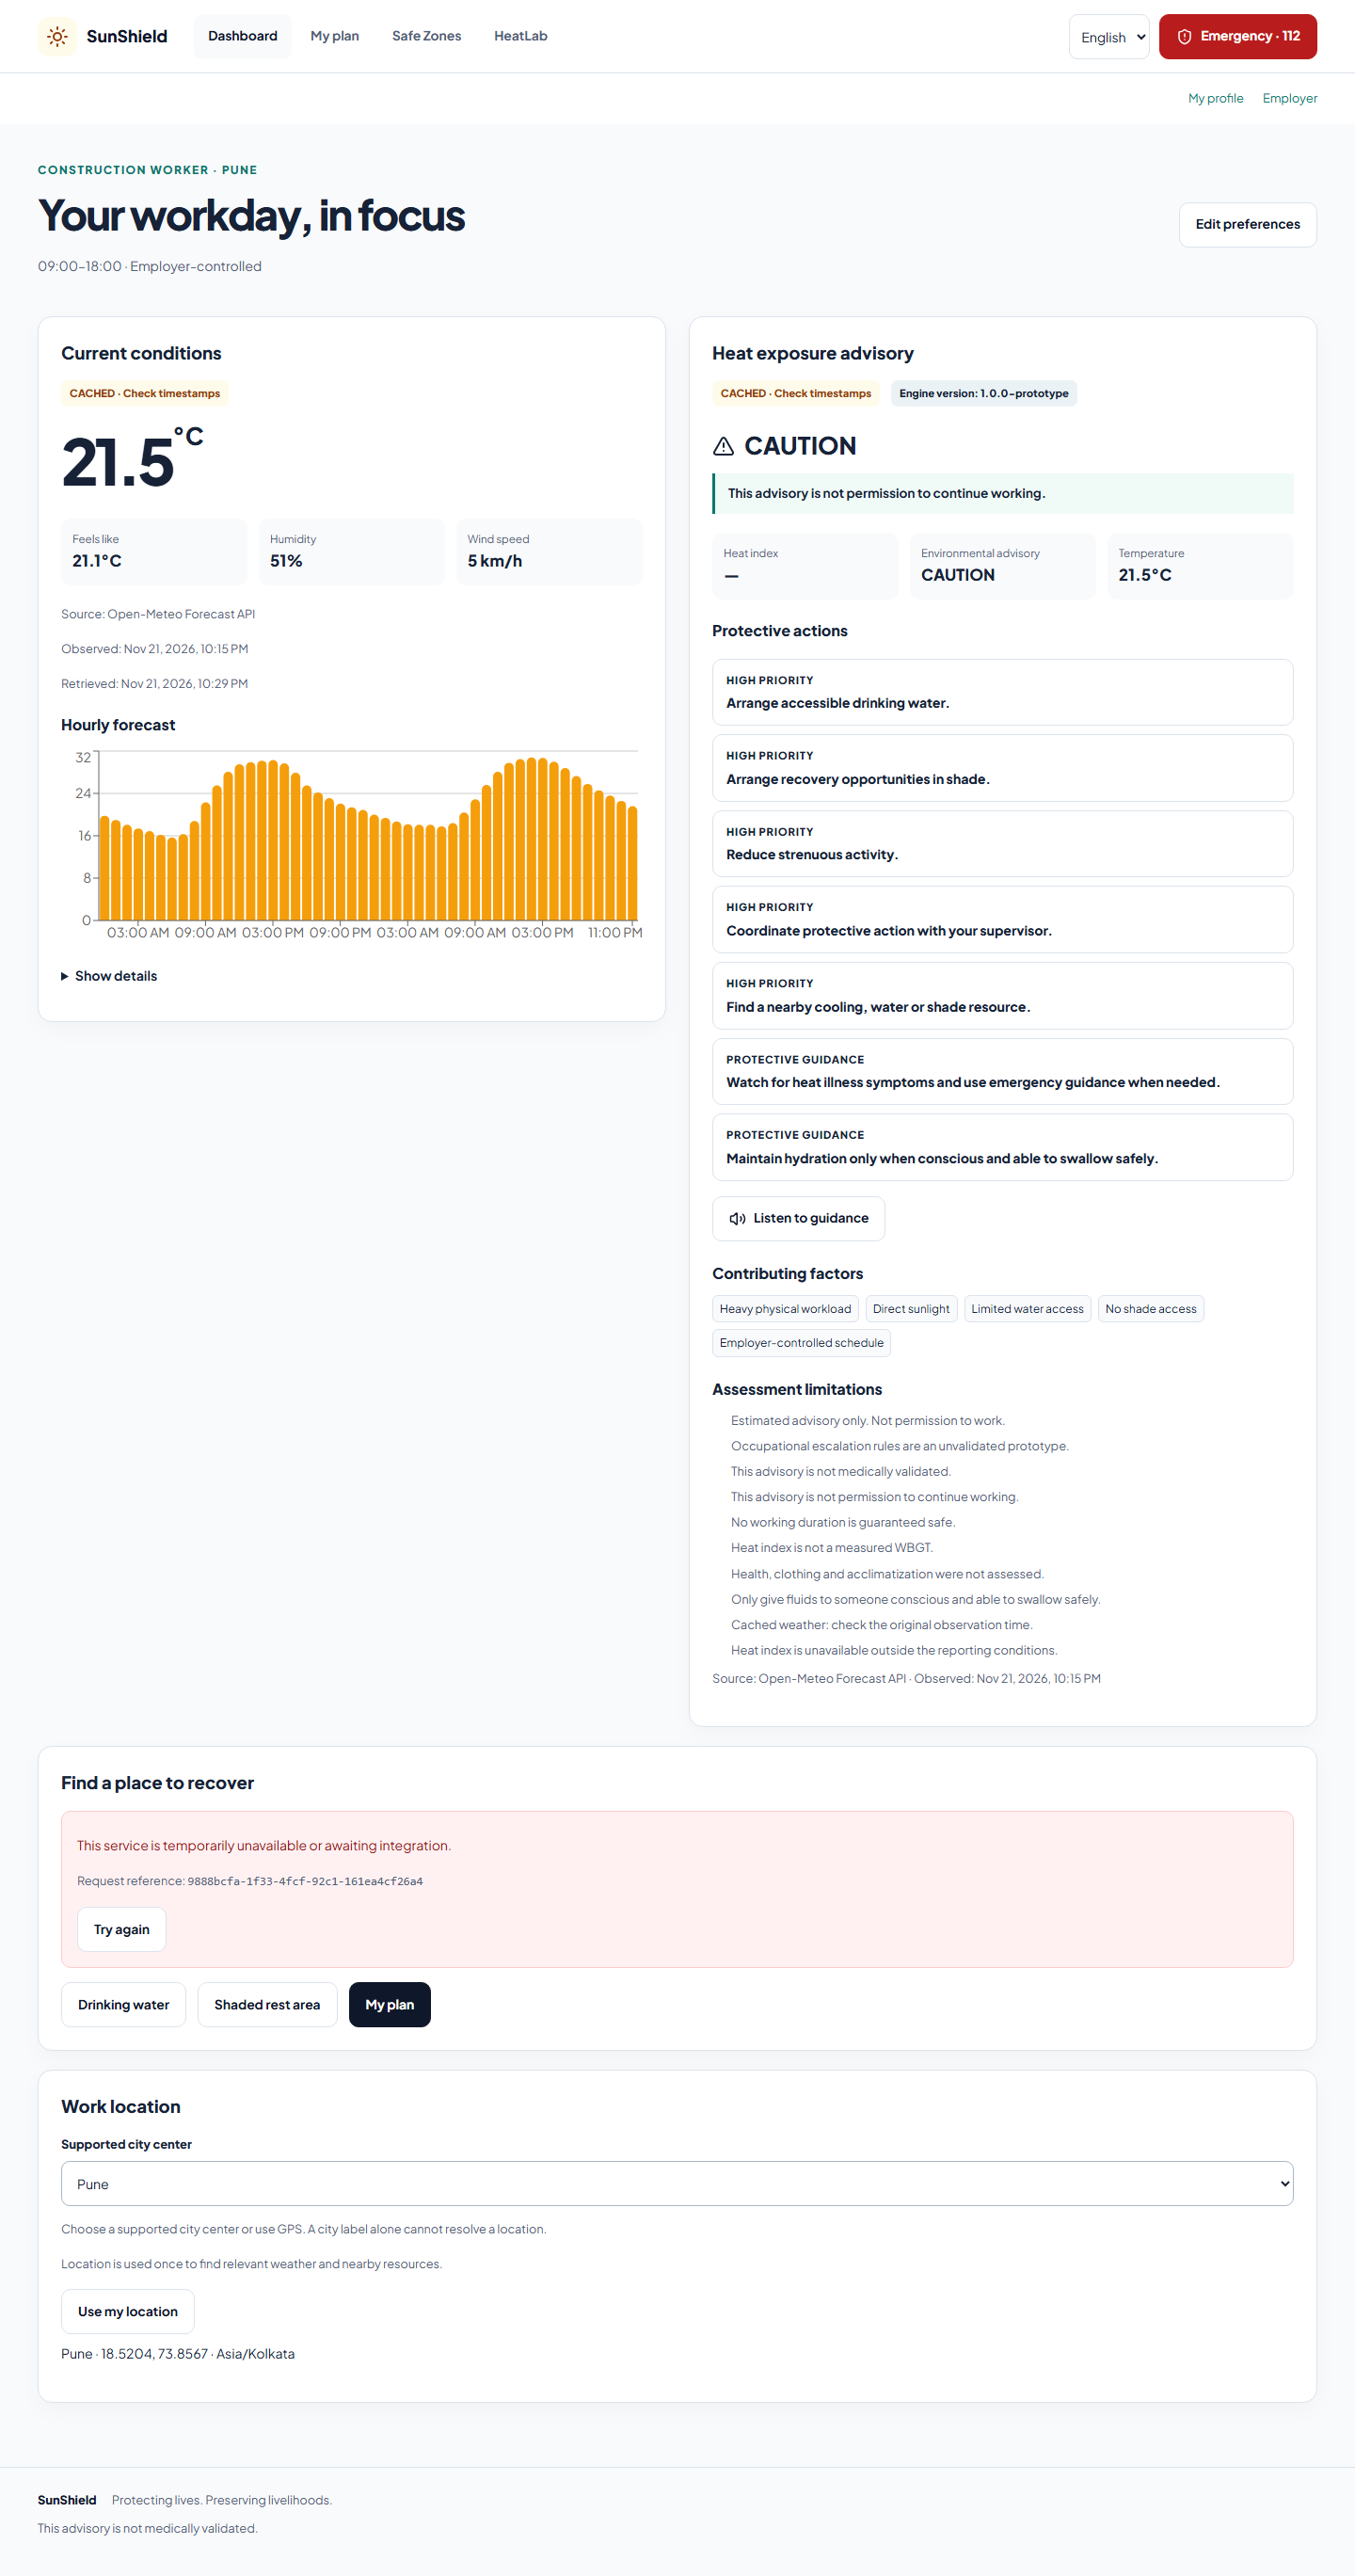 SunShield
Dashboard
My plan
Safe Zones
HeatLab
English
Emergency · 112
My profile
Employer
CONSTRUCTION WORKER · PUNE
Your workday, in focus
09:00–18:00 · Employer-controlled
Edit preferences
Current conditions
CACHED · Check timestamps
21.5°C
Feels like
21.1°C
Humidity
51%
Wind speed
5 km/h
Source: Open-Meteo Forecast API
Observed: Nov 21, 2026, 10:15 PM
Retrieved: Nov 21, 2026, 10:29 PM
Hourly forecast
32
24
16
8
0
03:00 AM 09:00 AM 03:00 PM 09:00 PM 03:00 AM 09:00 AM 03:00 PM 11:00 PM
Show details
Heat exposure advisory
CACHED · Check timestamps
Engine version: 1.0.0-prototype
CAUTION
This advisory is not permission to continue working.
Heat index
—
Environmental advisory
CAUTION
Temperature
21.5°C
Protective actions
HIGH PRIORITY
Arrange accessible drinking water.
HIGH PRIORITY
Arrange recovery opportunities in shade.
HIGH PRIORITY
Reduce strenuous activity.
HIGH PRIORITY
Coordinate protective action with your supervisor.
HIGH PRIORITY
Find a nearby cooling, water or shade resource.
PROTECTIVE GUIDANCE
Watch for heat illness symptoms and use emergency guidance when needed.
PROTECTIVE GUIDANCE
Maintain hydration only when conscious and able to swallow safely.
Listen to guidance
Contributing factors
Heavy physical workload
Direct sunlight
Limited water access
No shade access
Employer-controlled schedule
Assessment limitations
Estimated advisory only. Not permission to work.
Occupational escalation rules are an unvalidated prototype.
This advisory is not medically validated.
This advisory is not permission to continue working.
No working duration is guaranteed safe.
Heat index is not a measured WBGT.
Health, clothing and acclimatization were not assessed.
Only give fluids to someone conscious and able to swallow safely.
Cached weather: check the original observation time.
Heat index is unavailable outside the reporting conditions.
Source: Open-Meteo Forecast API · Observed: Nov 21, 2026, 10:15 PM
Find a place to recover
This service is temporarily unavailable or awaiting integration.
Request reference: 9888bcfa-1f33-4fcf-92c1-161ea4cf26a4
Try again
Drinking water
Shaded rest area
My plan
Work location
Supported city center
Pune
Choose a supported city center or use GPS. A city label alone cannot resolve a location.
Location is used once to find relevant weather and nearby resources.
Use my location
Pune · 18.5204, 73.8567 · Asia/Kolkata
SunShield Protecting lives. Preserving livelihoods.
This advisory is not medically validated.